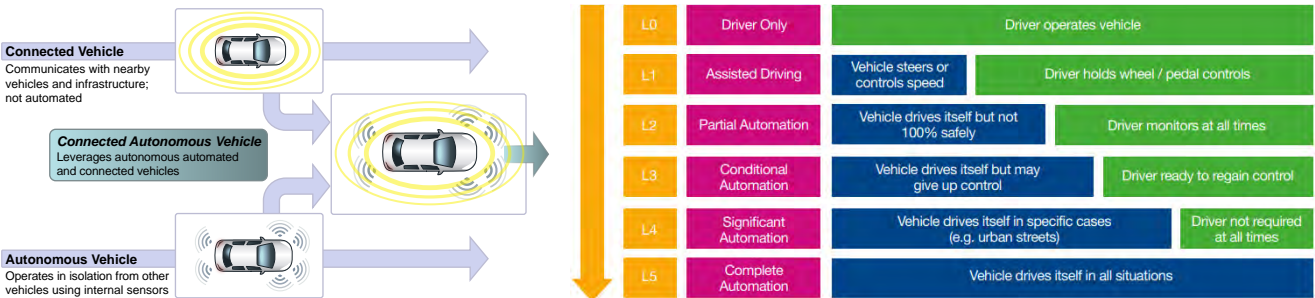 Connected Vehicle
Communicates with nearby
vehicles and infrastructure;
not automated
Connected Autonomous Vehicle
Leverages autonomous automated
and connected vehicles
Autonomous Vehicle
Operates in isolation from other
vehicles using internal sensors
L0
Driver Only
Driver operates vehicle
L1
Assisted Driving
Vehicle steers or
controls speed
Driver holds wheel / pedal controls
L2
Partial Automation
Vehicle drives itself but not
100% safely
Driver monitors at all times
L3
Conditional
Automation
Vehicle drives itself but may
give up control
Driver ready to regain control
L4
Significant
Automation
Vehicle drives itself in specific cases
(e.g. urban streets)
Driver not required
at all times
L5
Complete
Automation
Vehicle drives itself in all situations